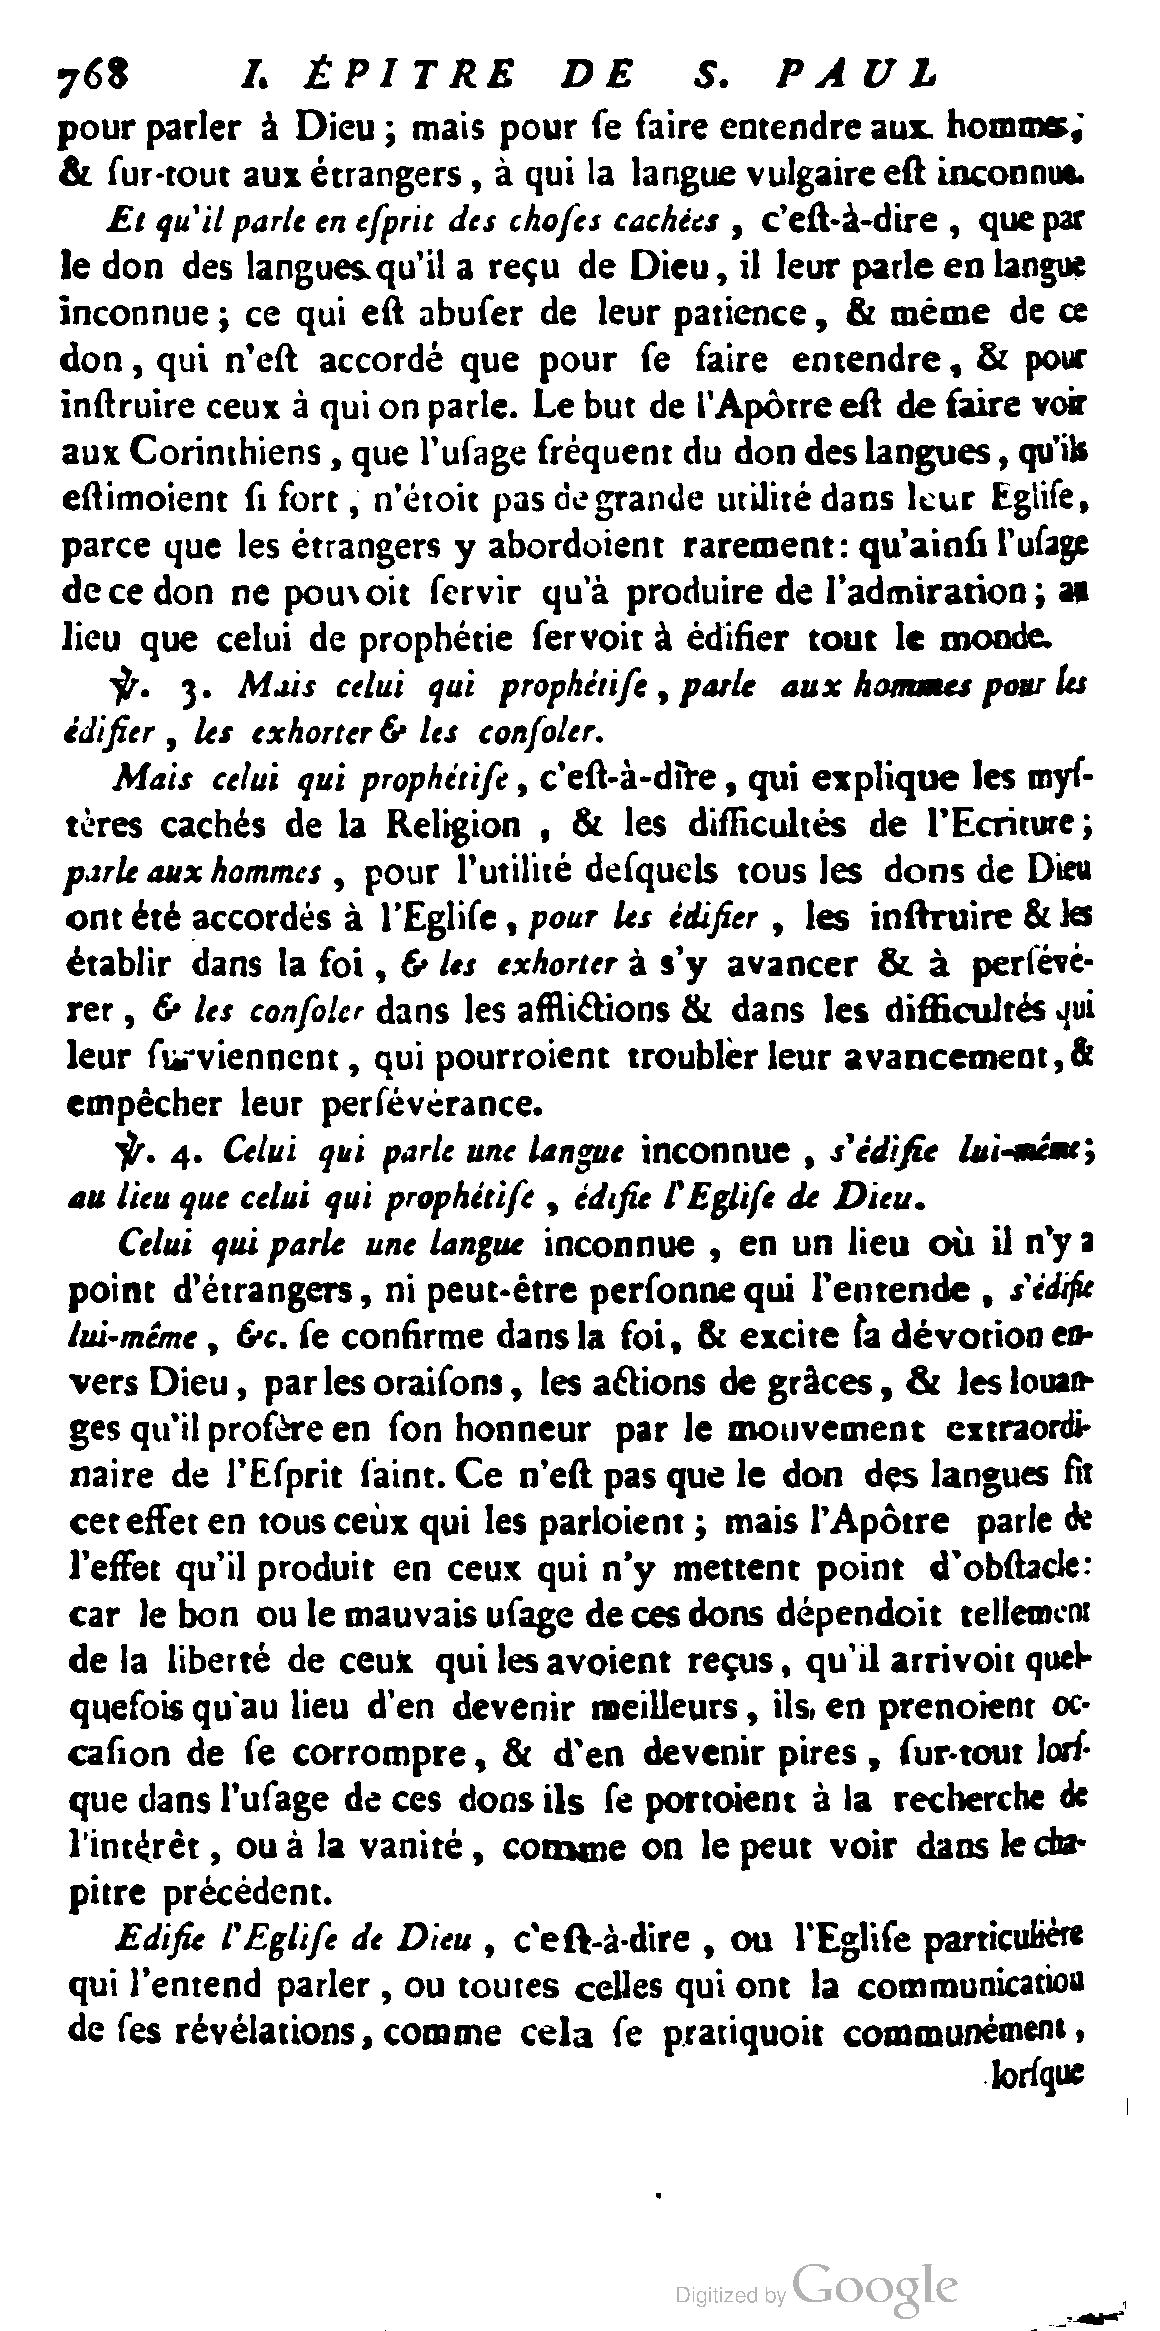 768 I. ÉPITRE DE S. PAUL
pour parler à Dieu ; mais pour ſe faire entendre aux hommes,
& ſur-tout aux étrangers, à qui la langue vulgaire eſt inconnue.
Et qu'il parle en eſprit des choſes cachées, c'eſt-à-dire, que par
le don des langues qu'il a reçu de Dieu, il leur parle en langue
inconnue ; ce qui eſt abuſer de leur patience, & même de ce
don, qui n'eſt accordé que pour ſe faire entendre, & pour
inſtruire ceux à qui on parle. Le but de l'Apôtre eſt de faire voir
aux Corinthiens, que l'uſage fréquent du don des langues, qu'ils
eſtimoient ſi fort, n'étoit pas de grande utilité dans leur Egliſe,
parce que les étrangers y abordoient rarement: qu'ainſi l'uſage
de ce don ne pouvoit ſervir qu'à produire de l'admiration ; au
lieu que celui de prophétie ſervoit à édifier tout le monde.
℣. 3. Mais celui qui prophétiſe, parle aux hommes pour les
édifier, les exhorter & les conſoler.
Mais celui qui prophétiſe, c'eſt-à-dire, qui explique les myſ-
tères cachés de la Religion, & les difficultés de l'Ecriture ;
parle aux hommes, pour l'utilité deſquels tous les dons de Dieu
ont été accordés à l'Egliſe, pour les édifier, les inſtruire & les
établir dans la foi, & les exhorter à s'y avancer & à perſévé-
rer, & les conſoler dans les afflictions & dans les difficultés qui
leur ſurviennent, qui pourroient troubler leur avancement, &
empêcher leur perſévérance.
℣. 4. Celui qui parle une langue inconnue, s'édifie lui-même ;
au lieu que celui qui prophétiſe, édifie l'Egliſe de Dieu.
Celui qui parle une langue inconnue, en un lieu où il n'y a
point d'étrangers, ni peut-être perſonne qui l'entende, s'édifie
lui-même, &c. ſe confirme dans la foi, & excite ſa dévotion en-
vers Dieu, par les oraiſons, les actions de grâces, & les louan-
ges qu'il profère en ſon honneur par le mouvement extraordi-
naire de l'Eſprit ſaint. Ce n'eſt pas que le don des langues fit
cet effet en tous ceux qui les parloient ; mais l'Apôtre parle de
l'effet qu'il produit en ceux qui n'y mettent point d'obſtacle:
car le bon ou le mauvais uſage de ces dons dépendoit tellement
de la liberté de ceux qui les avoient reçus, qu'il arrivoit quel-
quefois qu'au lieu d'en devenir meilleurs, ils en prenoient oc-
caſion de ſe corrompre, & d'en devenir pires, ſur-tout lorſ-
que dans l'uſage de ces dons ils ſe portoient à la recherche de
l'intérêt, ou à la vanité, comme on le peut voir dans le cha-
pitre précédent.
Edifie l'Egliſe de Dieu, c'eſt-à-dire, ou l'Egliſe particulière
qui l'entend parler, ou toutes celles qui ont la communication
de ſes révélations, comme cela ſe pratiquoit communément,
lorſque
Digitized by Google